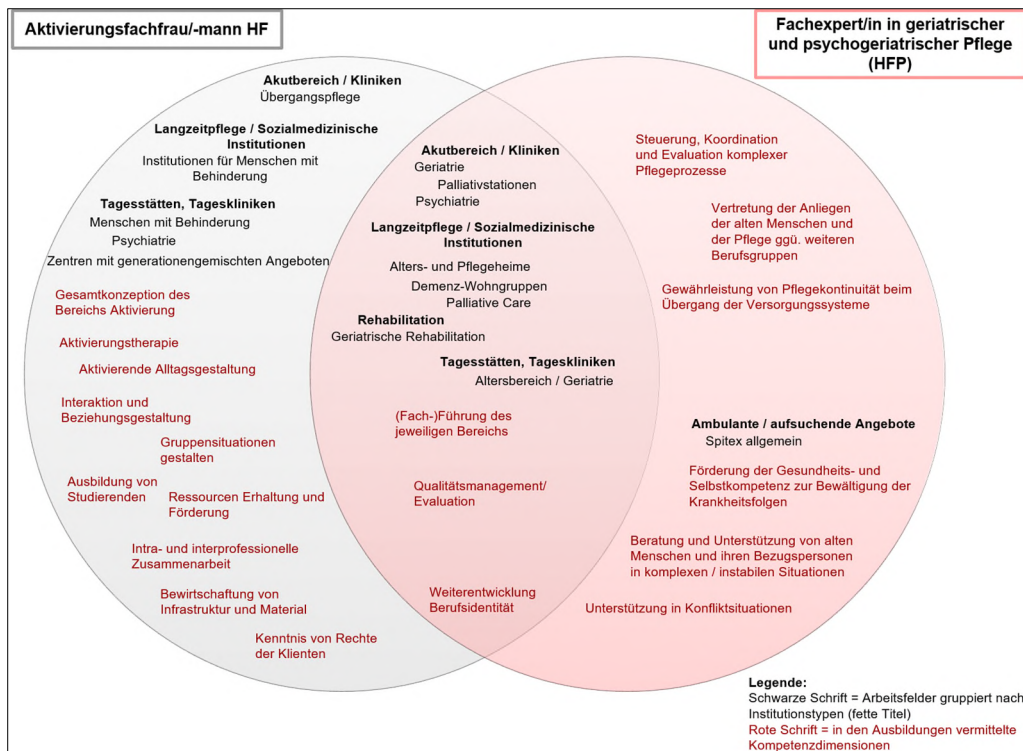 Aktivierungsfachfrau/-mann HF
Fachexpert/in in geriatrischer
und psychogeriatrischer Pflege
(HFP)
Akutbereich / Kliniken
Übergangspflege
Langzeitpflege / Sozialmedizinische
Institutionen
Institutionen für Menschen mit
Behinderung
Tagesstätten, Tageskliniken
Menschen mit Behinderung
Psychiatrie
Zentren mit generationengemischten Angeboten
Gesamtkonzeption des
Bereichs Aktivierung
Aktivierungstherapie
Aktivierende Alltagsgestaltung
Interaktion und
Beziehungsgestaltung
Gruppensituationen
gestalten
Ausbildung von
Studierenden
Ressourcen Erhaltung und
Förderung
Intra- und interprofessionelle
Zusammenarbeit
Bewirtschaftung von
Infrastruktur und Material
Kenntnis von Rechte
der Klienten
Akutbereich / Kliniken
Geriatrie
Palliativstationen
Psychiatrie
Langzeitpflege / Sozialmedizinische
Institutionen
Alters- und Pflegeheime
Demenz-Wohngruppen
Palliative Care
Rehabilitation
Geriatrische Rehabilitation
Tagesstätten, Tageskliniken
Altersbereich / Geriatrie
(Fach-)Führung des
jeweiligen Bereichs
Qualitätsmanagement/
Evaluation
Weiterentwicklung
Berufsidentität
Steuerung, Koordination
und Evaluation komplexer
Pflegeprozesse
Vertretung der Anliegen
der alten Menschen und
der Pflege ggü. weiteren
Berufsgruppen
Gewährleistung von Pflegekontinuität beim
Übergang der Versorgungssysteme
Ambulante / aufsuchende Angebote
Spitex allgemein
Förderung der Gesundheits- und
Selbstkompetenz zur Bewältigung der
Krankheitsfolgen
Beratung und Unterstützung von alten
Menschen und ihren Bezugspersonen
in komplexen / instabilen Situationen
Unterstützung in Konfliktsituationen
Legende:
Schwarze Schrift = Arbeitsfelder gruppiert nach
Institutionstypen (fette Titel)
Rote Schrift = in den Ausbildungen vermittelte
Kompetenzdimensionen